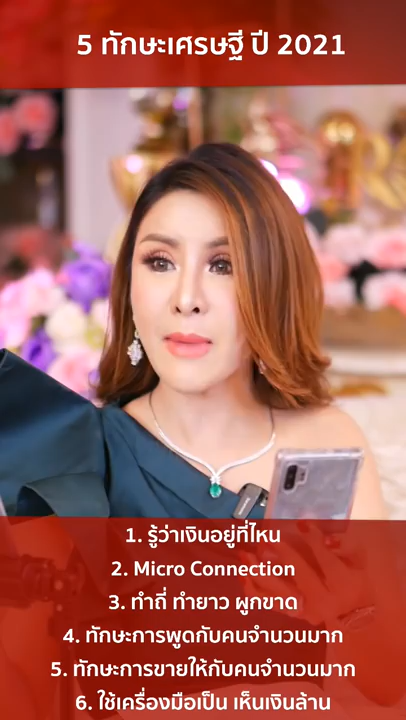 5 ทักษะเศรษฐี ปี 2021
1. รู้ว่าเงินอยู่ที่ไหน
2. Micro Connection
3. ทำถี่ ทำยาว ผูกขาด
4. ทักษะการพูดกับคนจำนวนมาก
5. ทักษะการขายให้กับคนจำนวนมาก
6. ใช้เครื่องมือเป็น เห็นเงินล้าน